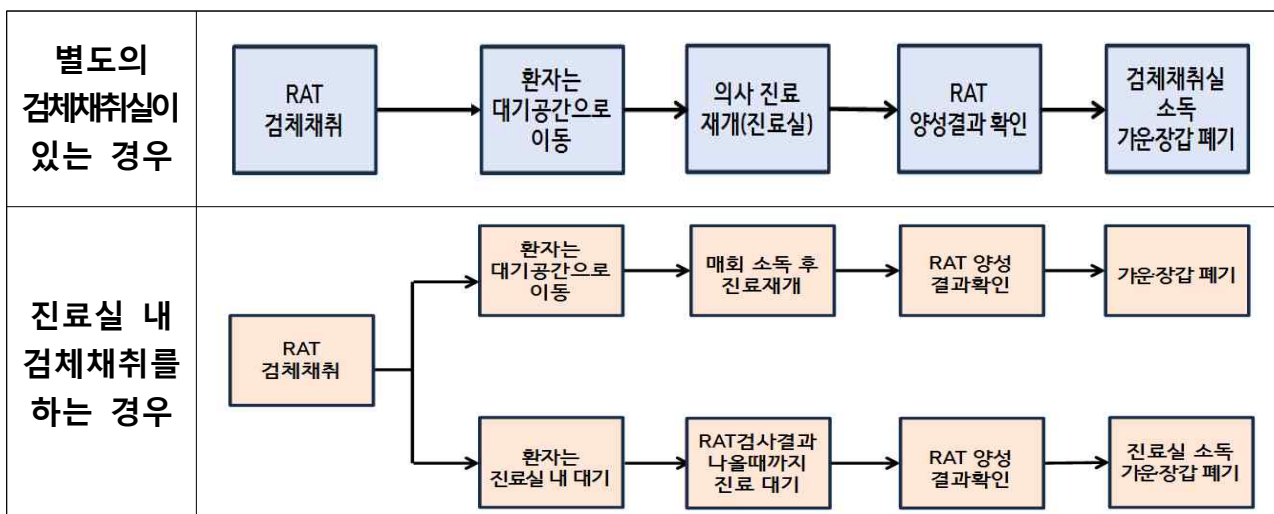 별도의
검체채취실이
있는 경우
RAT
검체채취
환자는
대기공간으로
이동
의사 진료
재개(진료실)
RAT
양성결과 확인
검체채취실
소독
가운·장갑 폐기
진료실 내
검체채취를
하는 경우
RAT
검체채취
환자는
대기공간으로
이동
매회 소독 후
진료재개
RAT 양성
결과확인
가운·장갑 폐기
환자는
진료실 내 대기
RAT검사결과
나올때까지
진료 대기
RAT 양성
결과확인
진료실 소독
가운·장갑 폐기